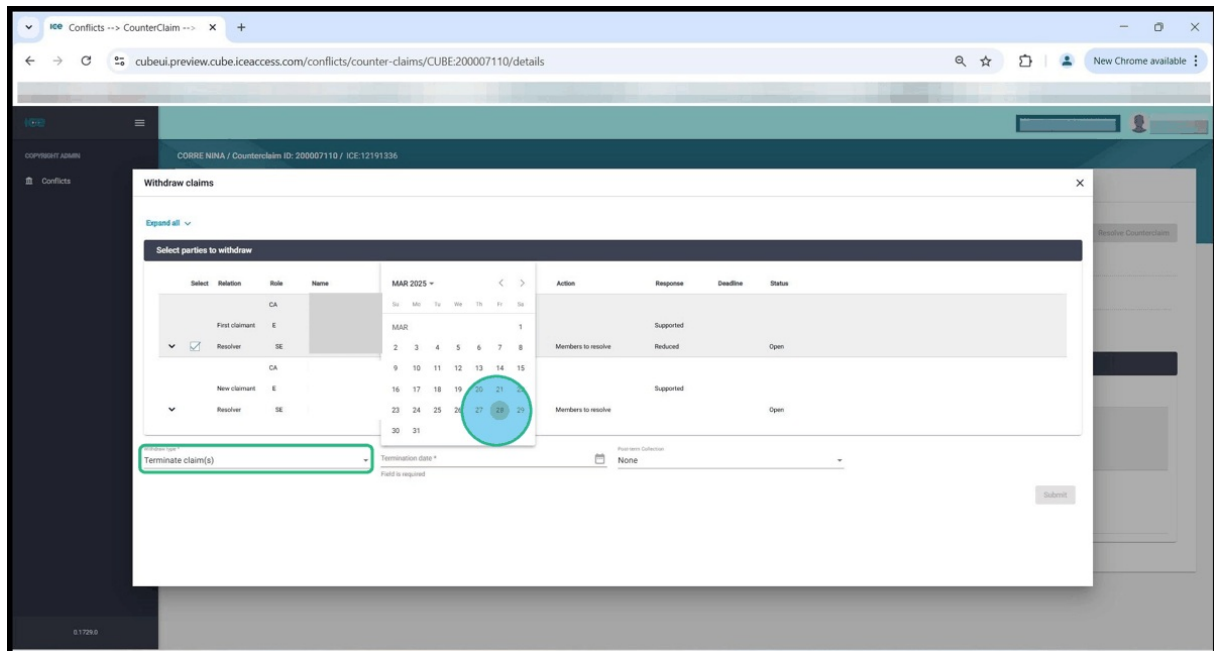 ice Conflicts --> CounterClaim -->
cubeui.preview.cube.iceaccess.com/conflicts/counter-claims/CUBE:200007110/details
New Chrome available
ice
COPYRIGHT ADMIN
CORRE NINA / Counterclaim ID: 200007110 / ICE:12191336
Conflicts
Withdraw claims
Expand all
Resolve Counterclaim
Select parties to withdraw
Select Relation Role Name MAR 2025 Action Response Deadline Status
Su Mo Tu We Th Fr Sa
CA
First claimant E MAR 1 Supported
Resolver SE 2 3 4 5 6 7 8 Members to resolve Reduced Open
CA 9 10 11 12 13 14 15
New claimant E 16 17 18 19 20 21 22 Supported
Resolver SE 23 24 25 26 27 28 29 Members to resolve Open
30 31
Withdraw type * Post-term Collection
Terminate claim(s) Termination date * None
Field is required
Submit
0.1729.0